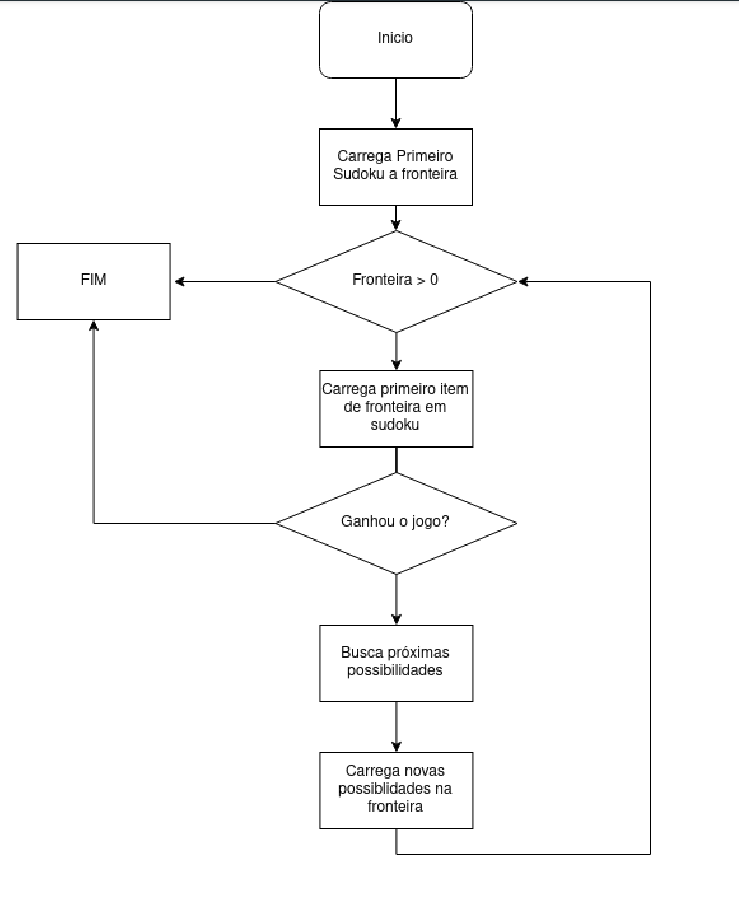 Inicio
Carrega Primeiro
Sudoku a fronteira
Fronteira > 0
FIM
Carrega primeiro item
de fronteira em
sudoku
Ganhou o jogo?
Busca próximas
possibilidades
Carrega novas
possiblidades na
fronteira